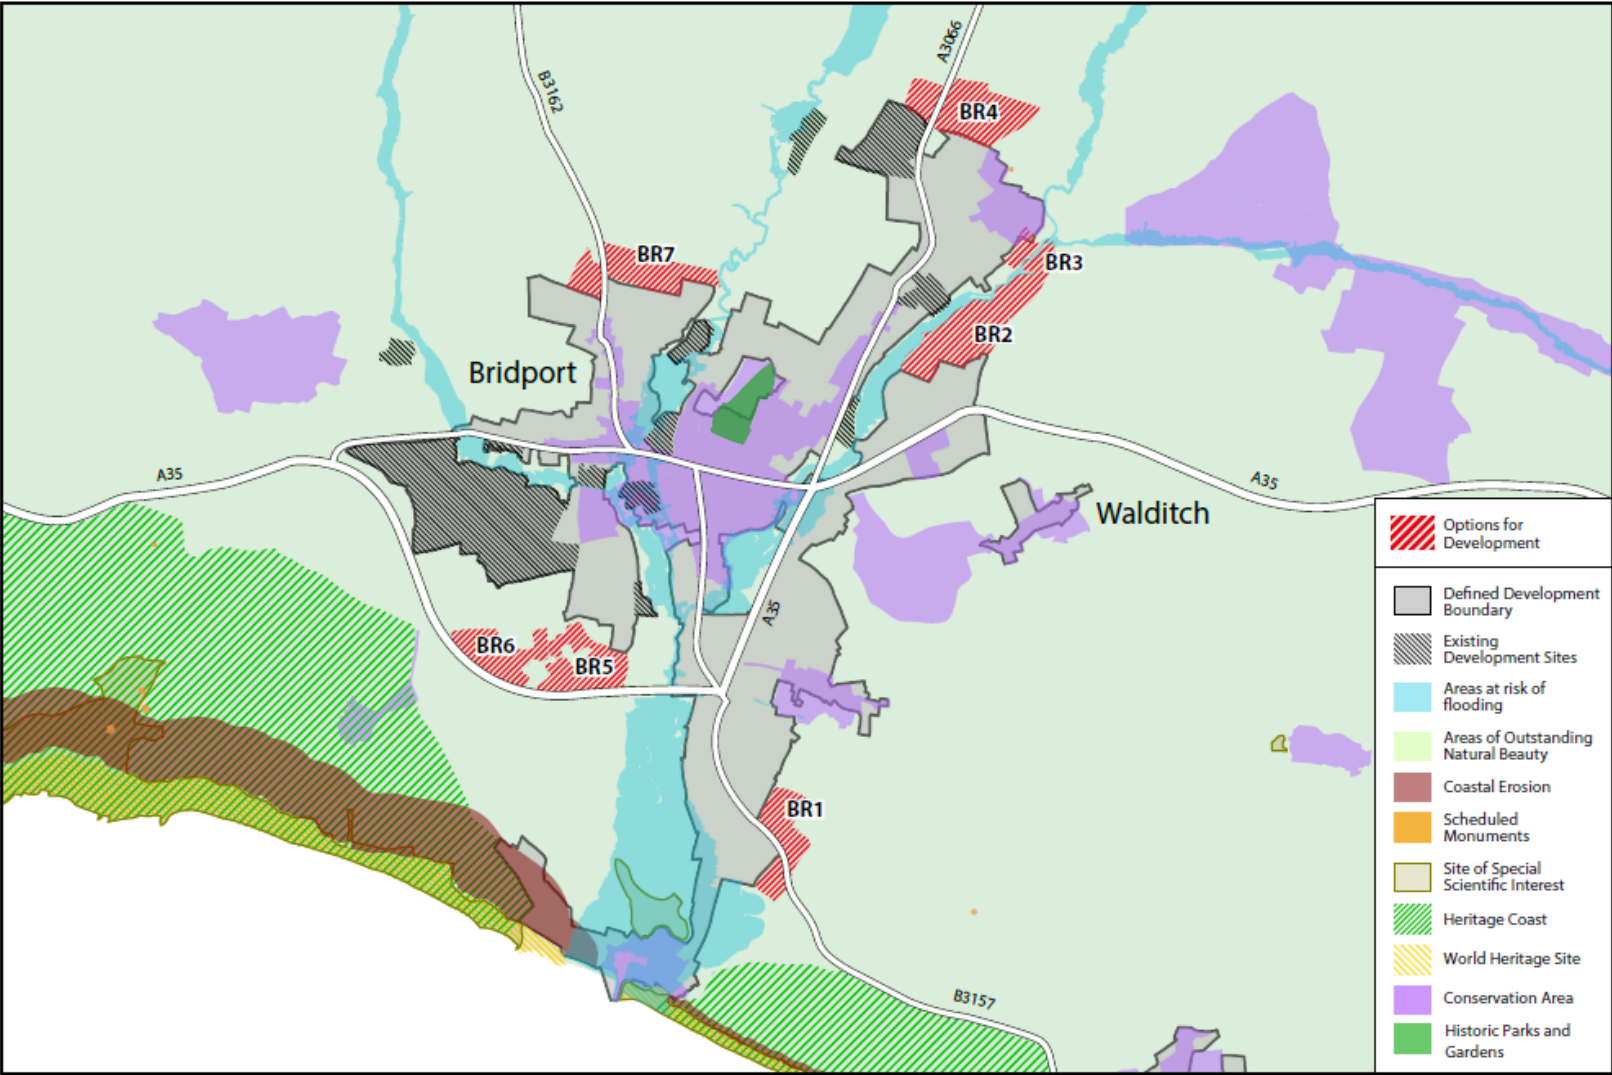 A3066
B3162
BR4
BR7
BR3
BR2
Bridport
A35
A35
Walditch
A35
BR6
BR5
BR1
B3157
Options for
Development
Defined Development
Boundary
Existing
Development Sites
Areas at risk of
flooding
Areas of Outstanding
Natural Beauty
Coastal Erosion
Scheduled
Monuments
Site of Special
Scientific Interest
Heritage Coast
World Heritage Site
Conservation Area
Historic Parks and
Gardens